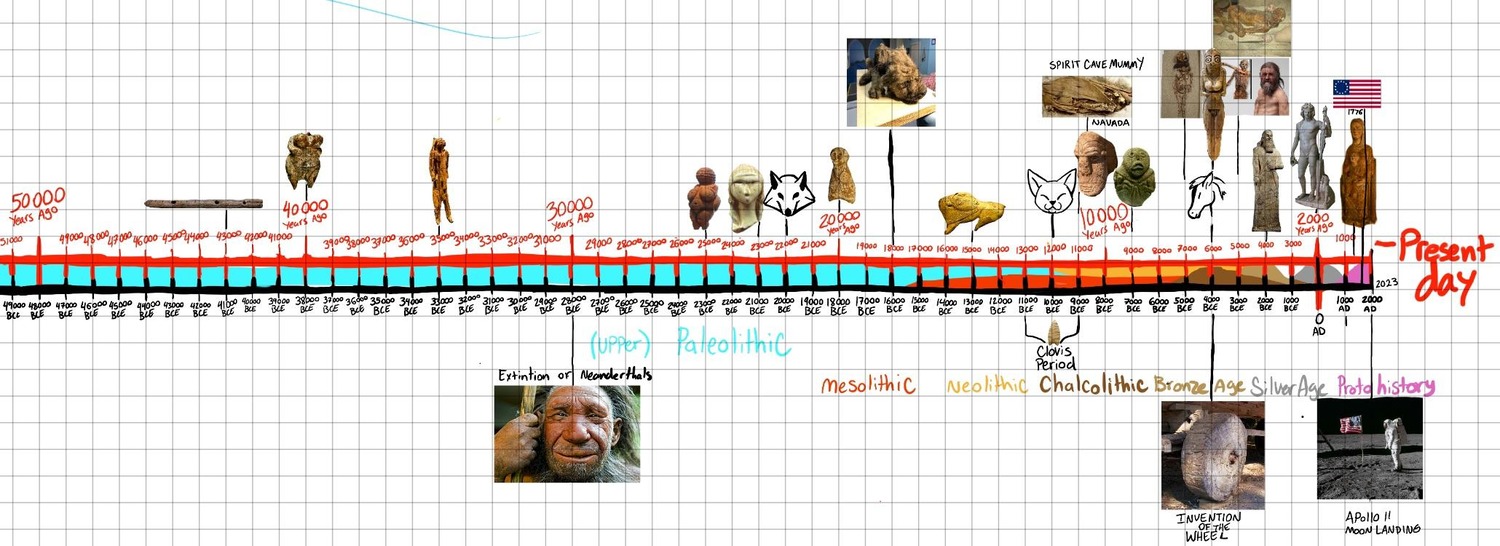 SPIRIT CAVE MUMMY
NAVADA
1776
50000
Years Ago
40000
Years Ago
30000
Years Ago
20000
Years Ago
10000
Years Ago
2000
Years Ago
Present
day
51000 49000 48000 47000 46000 45000 44000 43000 42000 41000 39000 38000 37000 36000 35000 34000 33000 32000 31000 29000 28000 27000 26000 25000 24000 23000 22000 21000 19000 18000 17000 16000 15000 14000 13000 12000 11000 9000 8000 7000 6000 5000 4000 3000 1000
2023
49000 BCE
48000 BCE
47000 BCE
46000 BCE
45000 BCE
44000 BCE
43000 BCE
42000 BCE
41000 BCE
40000 BCE
39000 BCE
38000 BCE
37000 BCE
36000 BCE
35000 BCE
34000 BCE
33000 BCE
32000 BCE
31000 BCE
30000 BCE
29000 BCE
28000 BCE
27000 BCE
26000 BCE
25000 BCE
24000 BCE
23000 BCE
22000 BCE
21000 BCE
20000 BCE
19000 BCE
18000 BCE
17000 BCE
16000 BCE
15000 BCE
14000 BCE
13000 BCE
12000 BCE
11000 BCE
10000 BCE
9000 BCE
8000 BCE
7000 BCE
6000 BCE
5000 BCE
4000 BCE
3000 BCE
2000 BCE
1000 BCE
0
AD
1000
AD
2000
AD
(upper) Paleolithic
Clovis
Period
Extintion of Neanderthals
Mesolithic Neolithic Chalcolithic Bronze Age Silver Age Protohistory
INVENTION
OF THE
WHEEL
APOLLO 11
MOON LANDING